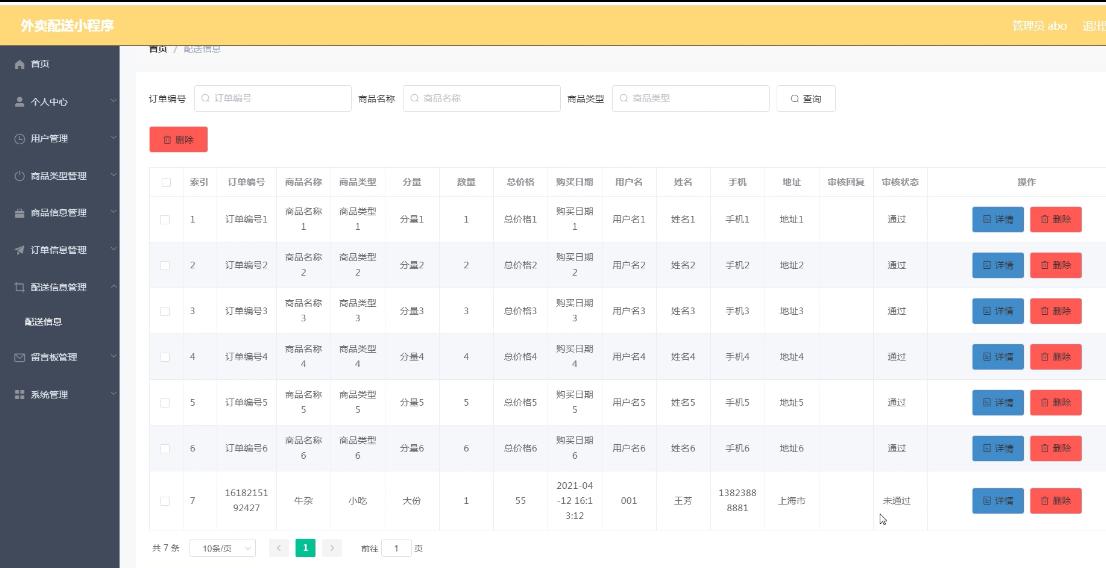 外卖配送小程序 管理员 abo 退出
首页 / 配送信息
首页
个人中心
用户管理
商品类型管理
商品信息管理
订单信息管理
配送信息管理
配送信息
留言板管理
系统管理
订单编号 订单编号 商品名称 商品名称 商品类型 商品类型 查询
删除
索引 订单编号 商品名称 商品类型 分量 数量 总价格 购买日期 用户名 姓名 手机 地址 审核回复 审核状态 操作
1 订单编号1 商品名称1 商品类型1 分量1 1 总价格1 购买日期1 用户名1 姓名1 手机1 地址1 通过 详情 删除
2 订单编号2 商品名称2 商品类型2 分量2 2 总价格2 购买日期2 用户名2 姓名2 手机2 地址2 通过 详情 删除
3 订单编号3 商品名称3 商品类型3 分量3 3 总价格3 购买日期3 用户名3 姓名3 手机3 地址3 通过 详情 删除
4 订单编号4 商品名称4 商品类型4 分量4 4 总价格4 购买日期4 用户名4 姓名4 手机4 地址4 通过 详情 删除
5 订单编号5 商品名称5 商品类型5 分量5 5 总价格5 购买日期5 用户名5 姓名5 手机5 地址5 通过 详情 删除
6 订单编号6 商品名称6 商品类型6 分量6 6 总价格6 购买日期6 用户名6 姓名6 手机6 地址6 通过 详情 删除
7 1618215192427 牛杂 小吃 大份 1 55 2021-04-12 16:13:12 001 王芳 13823888881 上海市 未通过 详情 删除
共 7 条 10条/页 1 前往 1 页